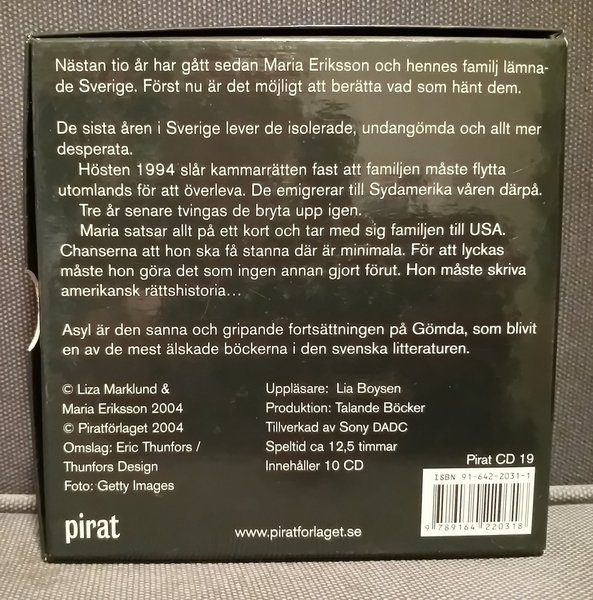 Nästan tio år har gått sedan Maria Eriksson och hennes familj lämna-
de Sverige. Först nu är det möjligt att berätta vad som hänt dem.
De sista åren i Sverige lever de isolerade, undangömda och allt mer
desperata.
Hösten 1994 slår kammarrätten fast att familjen måste flytta
utomlands för att överleva. De emigrerar till Sydamerika våren därpå.
Tre år senare tvingas de bryta upp igen.
Maria satsar allt på ett kort och tar med sig familjen till USA.
Chanserna att hon ska få stanna där är minimala. För att lyckas
måste hon göra det som ingen annan gjort förut. Hon måste skriva
amerikansk rättshistoria...
Asyl är den sanna och gripande fortsättningen på Gömda, som blivit
en av de mest älskade böckerna i den svenska litteraturen.
© Liza Marklund &
Maria Eriksson 2004
© Piratförlaget 2004
Omslag: Eric Thunfors /
Thunfors Design
Foto: Getty Images
Uppläsare: Lia Boysen
Produktion: Talande Böcker
Tillverkad av Sony DADC
Speltid ca 12,5 timmar
Innehåller 10 CD
Pirat CD 19
ISBN 91-642-2031-1
9 789164 220318
pirat
www.piratforlaget.se